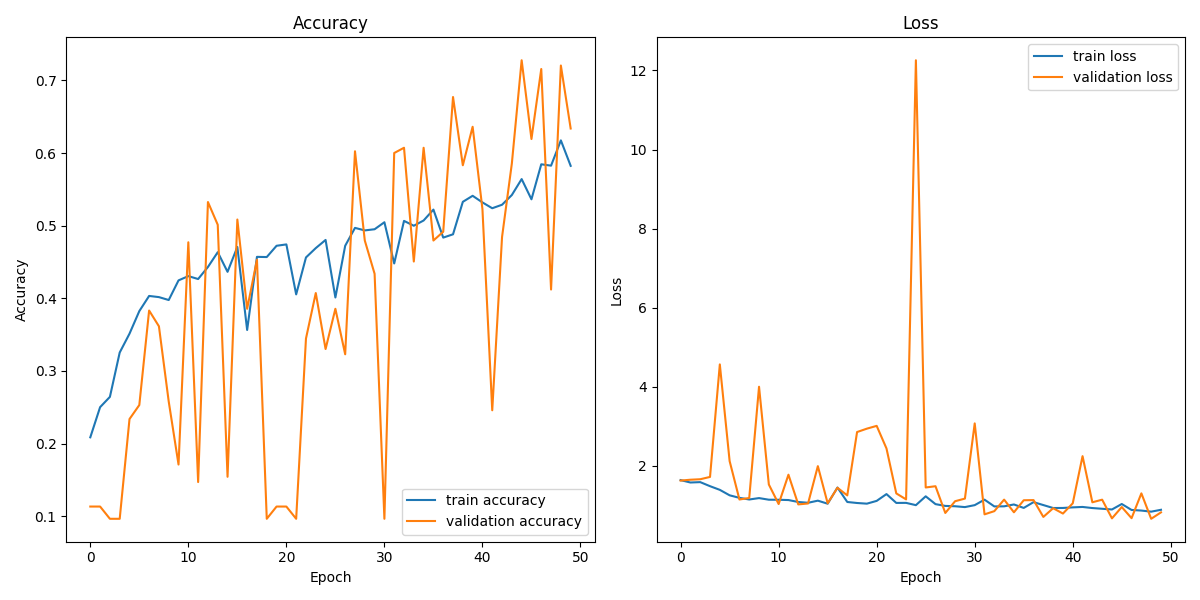 Accuracy
Accuracy
0.7
0.6
0.5
0.4
0.3
0.2
0.1
train accuracy
validation accuracy
0 10 20 30 40 50
Epoch
Loss
Loss
12
10
8
6
4
2
train loss
validation loss
0 10 20 30 40 50
Epoch